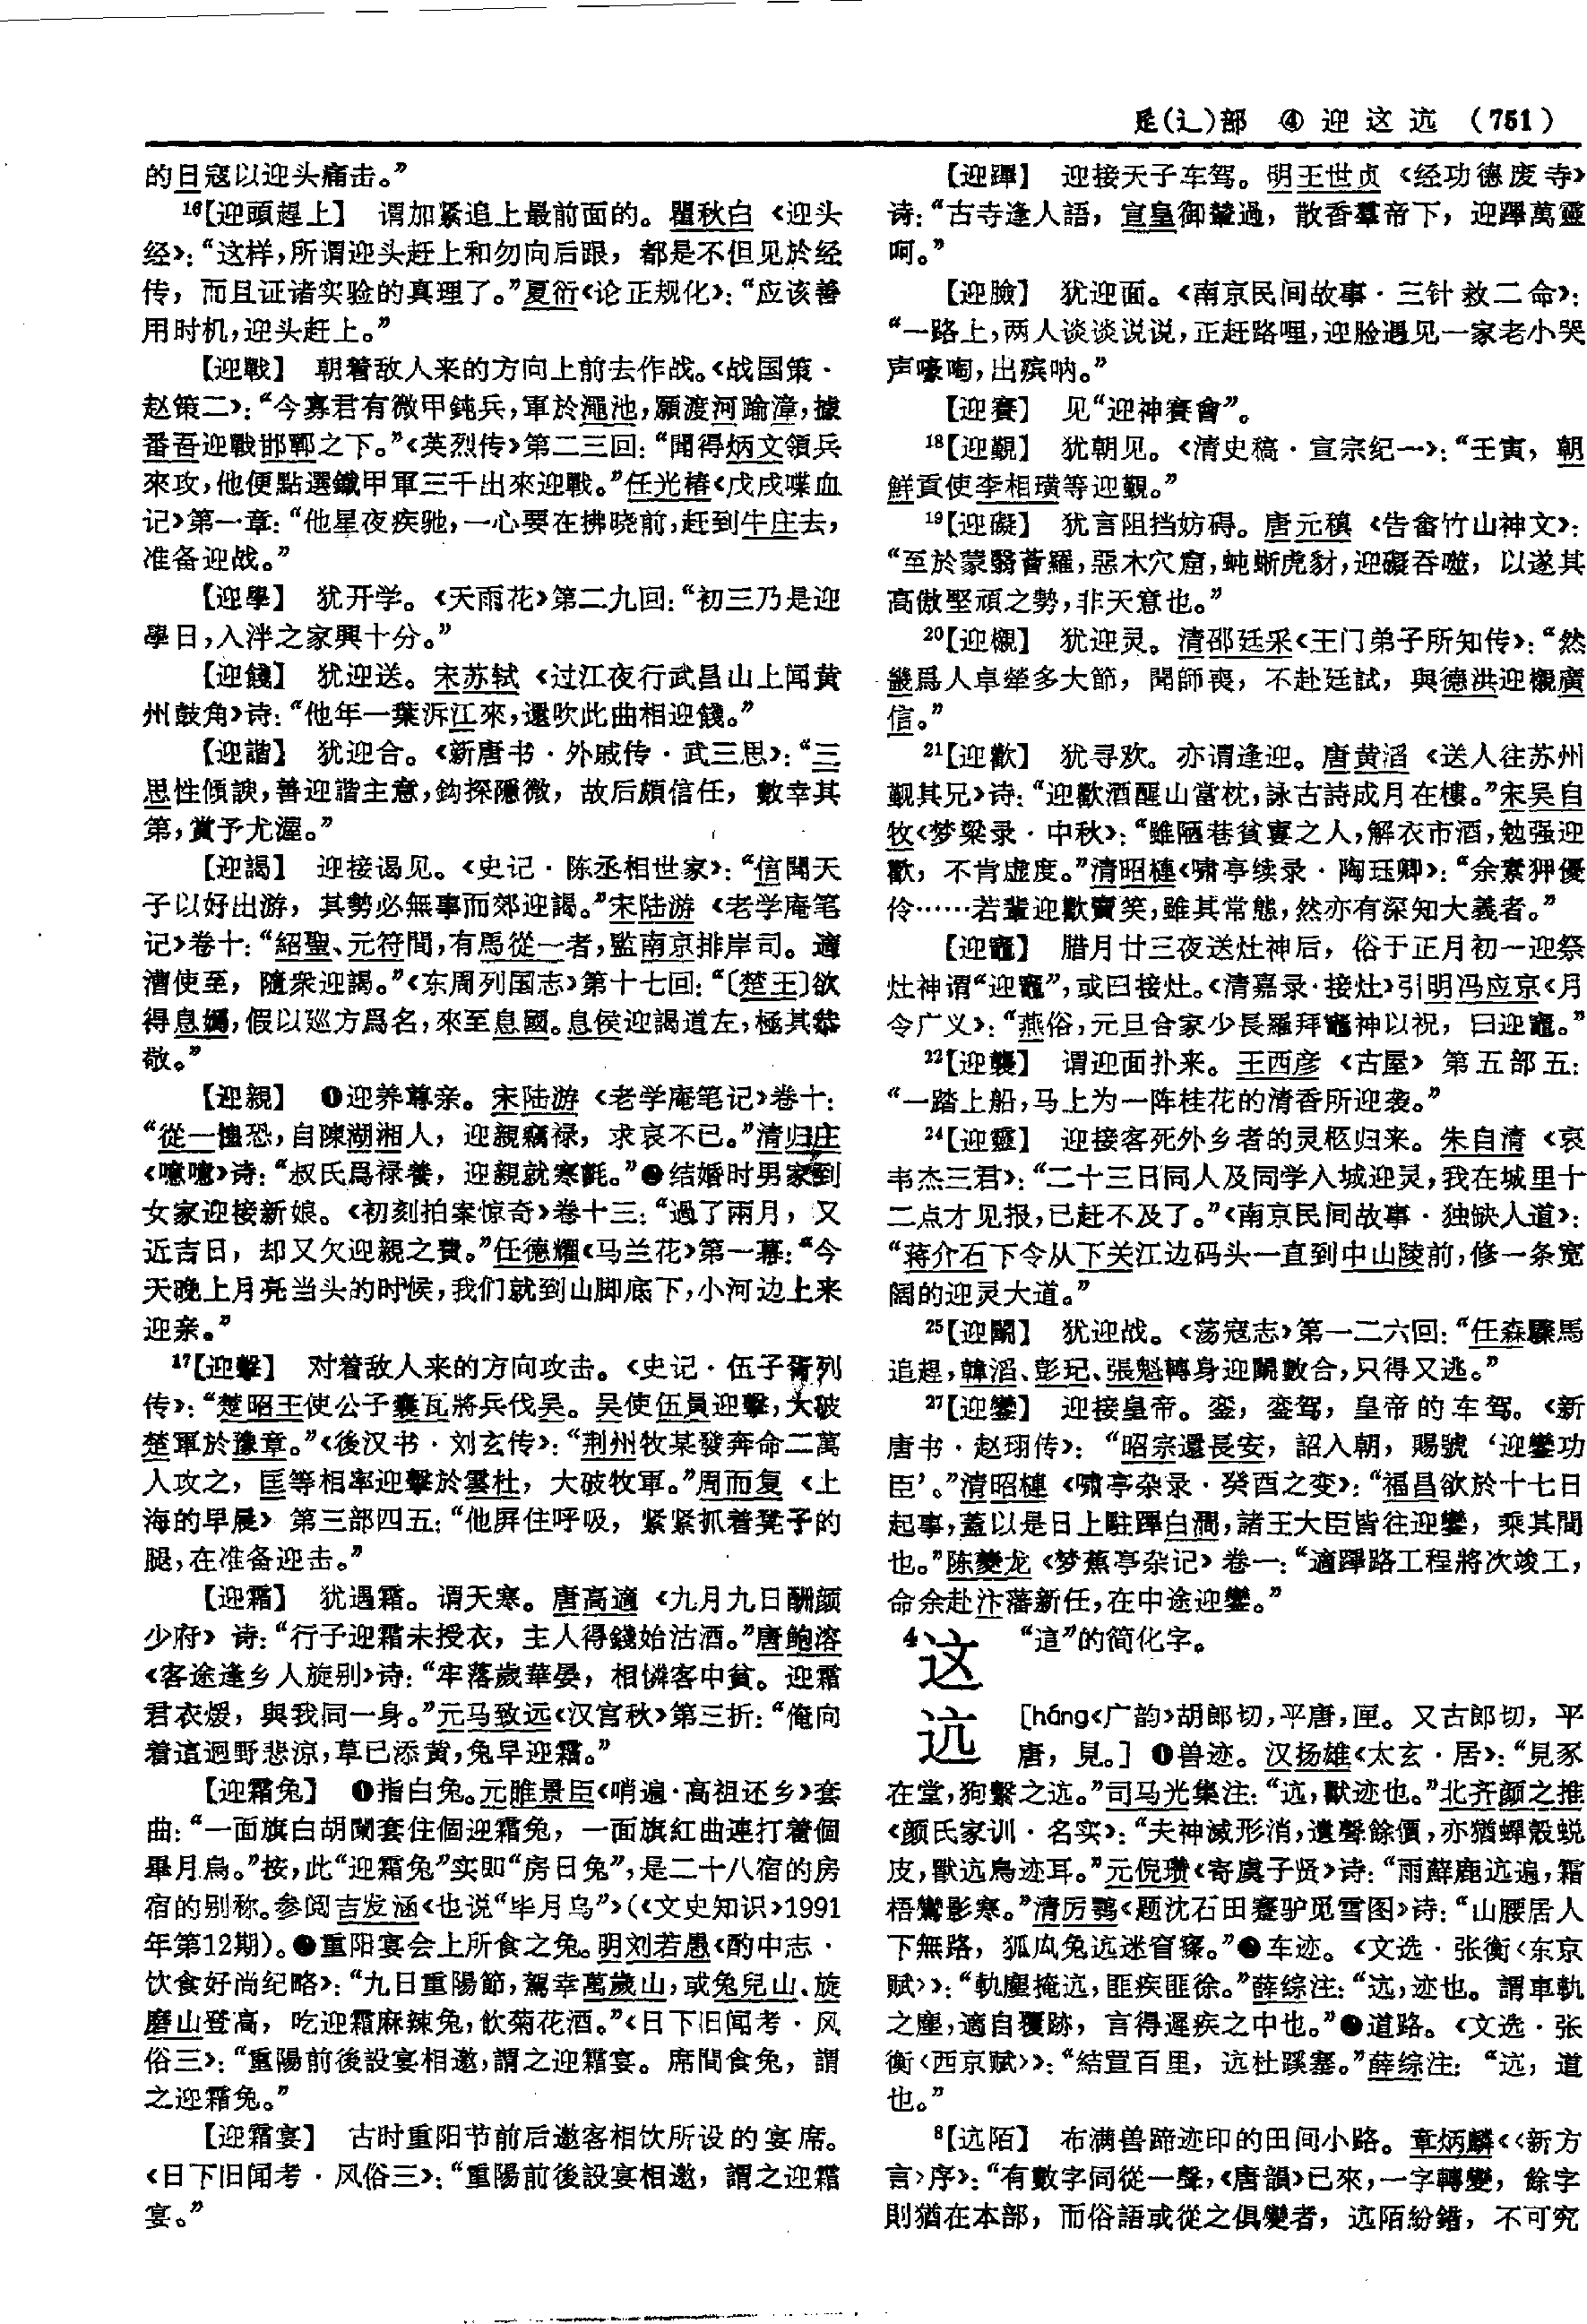 辵(辶)部 ④ 迎这迒 (751)
的日寇以迎头痛击。”
16【迎頭趕上】 谓加紧追上最前面的。瞿秋白《迎头
经》：“这样，所谓迎头赶上和勿向后跟，都是不但见於经
传，而且证诸实验的真理了。”夏衍《论正规化》：“应该善
用时机，迎头赶上。”
【迎戰】 朝着敌人来的方向上前去作战。《战国策·
赵策二》：“今寡君有微甲鈍兵，軍於澠池，願渡河踰漳，據
番吾迎戰邯鄲之下。”《英烈传》第二三回：“聞得炳文領兵
來攻，他便點選鐵甲軍三千出來迎戰。”任光椿《戊戌喋血
记》第一章：“他星夜疾驰，一心要在拂晓前，赶到牛庄去，
准备迎战。”
【迎學】 犹开学。《天雨花》第二九回：“初三乃是迎
學日，入泮之家興十分。”
【迎餞】 犹迎送。宋苏轼《过江夜行武昌山上闻黄
州鼓角》诗：“他年一葉泝江來，還吹此曲相迎餞。”
【迎諧】 犹迎合。《新唐书·外戚传·武三思》：“三
思性傾諛，善迎諧主意，鈎探隱微，故后頗信任，數幸其
第，賞予尤渥。”
【迎謁】 迎接谒见。《史记·陈丞相世家》：“信聞天
子以好出游，其勢必無事而郊迎謁。”宋陆游《老学庵笔
记》卷十：“紹聖、元符間，有馬從一者，監南京排岸司。適
漕使至，隨衆迎謁。”《东周列国志》第十七回：“〔楚王〕欲
得息嬀，假以廵方爲名，來至息國。息侯迎謁道左，極其恭
敬。”
【迎親】 ❶迎养尊亲。宋陆游《老学庵笔记》卷十：
“從一愧恐，自陳湖湘人，迎親竊禄，求哀不已。”清归庄
《噫噫》诗：“叔氏爲禄養，迎親就寒氈。”❷结婚时男家到
女家迎接新娘。《初刻拍案惊奇》卷十三：“過了兩月，又
近吉日，却又欠迎親之費。”任德耀《马兰花》第一幕：“今
天晚上月亮当头的时候，我们就到山脚底下，小河边上来
迎亲。”
17【迎擊】 对着敌人来的方向攻击。《史记·伍子胥列
传》：“楚昭王使公子囊瓦將兵伐吴。吴使伍員迎擊，大破
楚軍於豫章。”《後汉书·刘玄传》：“荆州牧某發奔命二萬
人攻之，匡等相率迎擊於雲杜，大破牧軍。”周而复《上
海的早晨》第三部四五：“他屏住呼吸，紧紧抓着凳子的
腿，在准备迎击。”
【迎霜】 犹遇霜。谓天寒。唐高適《九月九日酬颜
少府》诗：“行子迎霜未授衣，主人得錢始沽酒。”唐鲍溶
《客途逢乡人旋别》诗：“牢落歲華晏，相憐客中貧。迎霜
君衣煖，與我同一身。”元马致远《汉宫秋》第三折：“俺向
着這迥野悲涼，草已添黄，兔早迎霜。”
【迎霜兔】 ❶指白兔。元睢景臣《哨遍·高祖还乡》套
曲：“一面旗白胡闌套住個迎霜兔，一面旗紅曲連打着個
畢月烏。”按，此“迎霜兔”实即“房日兔”，是二十八宿的房
宿的别称。参阅吉发涵《也说“毕月乌”》(《文史知识》1991
年第12期)。❷重阳宴会上所食之兔。明刘若愚《酌中志·
饮食好尚纪略》：“九日重陽節，駕幸萬歲山，或兔兒山、旋
磨山登高，吃迎霜麻辣兔，飲菊花酒。”《日下旧闻考·风
俗三》：“重陽前後設宴相邀，謂之迎霜宴。席間食兔，謂
之迎霜兔。”
【迎霜宴】 古时重阳节前后邀客相饮所设的宴席。
《日下旧闻考·风俗三》：“重陽前後設宴相邀，謂之迎霜
宴。”
【迎蹕】 迎接天子车驾。明王世贞《经功德废寺》
诗：“古寺逢人語，宣皇御輦過，散香羣帝下，迎蹕萬靈
呵。”
【迎臉】 犹迎面。《南京民间故事·三针救二命》：
“一路上，两人谈谈说说，正赶路哩，迎脸遇见一家老小哭
声嚎啕，出殡呐。”
【迎賽】 见“迎神賽會”。
18【迎覲】 犹朝见。《清史稿·宣宗纪一》：“壬寅，朝
鮮貢使李相璜等迎覲。”
19【迎礙】 犹言阻挡妨碍。唐元稹《告畲竹山神文》：
“至於蒙翳薈羅，惡木穴窟，蚖蜥虎豺，迎礙吞噬，以遂其
高傲堅頑之勢，非天意也。”
20【迎櫬】 犹迎灵。清邵廷采《王门弟子所知传》：“然
畿爲人卓犖多大節，聞師喪，不赴廷試，與德洪迎櫬廣
信。”
21【迎歡】 犹寻欢。亦谓逢迎。唐黄滔《送人往苏州
觐其兄》诗：“迎歡酒醒山當枕，詠古詩成月在樓。”宋吴自
牧《梦粱录·中秋》：“雖陋巷貧窶之人，解衣市酒，勉强迎
歡，不肯虚度。”清昭槤《啸亭续录·陶珏卿》：“余素狎優
伶……若輩迎歡賣笑，雖其常態，然亦有深知大義者。”
【迎竈】 腊月廿三夜送灶神后，俗于正月初一迎祭
灶神谓“迎竈”，或曰接灶。《清嘉录·接灶》引明冯应京《月
令广义》：“燕俗，元旦合家少長羅拜竈神以祝，曰迎竈。”
22【迎襲】 谓迎面扑来。王西彦《古屋》第五部五：
“一踏上船，马上为一阵桂花的清香所迎袭。”
24【迎靈】 迎接客死外乡者的灵柩归来。朱自清《哀
韦杰三君》：“二十三日同人及同学入城迎灵，我在城里十
二点才见报，已赶不及了。”《南京民间故事·独缺人道》：
“蒋介石下令从下关江边码头一直到中山陵前，修一条宽
阔的迎灵大道。”
25【迎鬭】 犹迎战。《荡寇志》第一二六回：“任森驟馬
追趕，韓滔、彭玘、張魁轉身迎鬭數合，只得又逃。”
27【迎鑾】 迎接皇帝。銮，銮驾，皇帝的车驾。《新
唐书·赵珝传》：“昭宗還長安，詔入朝，賜號‘迎鑾功
臣’。”清昭槤《啸亭杂录·癸酉之变》：“福昌欲於十七日
起事，蓋以是日上駐蹕白澗，諸王大臣皆往迎鑾，乘其間
也。”陈夔龙《梦蕉亭杂记》卷一：“適蹕路工程將次竣工，
命余赴汴藩新任，在中途迎鑾。”
4这 “這”的简化字。
迒 [háng《广韵》胡郎切，平唐，匣。又古郎切，平
唐，見。] ❶兽迹。汉扬雄《太玄·居》：“見豕
在堂，狗繫之迒。”司马光集注：“迒，獸迹也。”北齐颜之推
《颜氏家训·名实》：“夫神滅形消，遺聲餘價，亦猶蟬殼蜕
皮，獸迒鳥迹耳。”元倪瓒《寄虞子贤》诗：“雨蘚鹿迒遍，霜
梧鸞影寒。”清厉鹗《题沈石田蹇驴觅雪图》诗：“山腰居人
下無路，狐瓜兔迒迷窅窱。”❷车迹。《文选·张衡〈东京
赋〉》：“軌塵掩迒，匪疾匪徐。”薛综注：“迒，迹也。謂車軌
之塵，適自覆跡，言得遲疾之中也。”❸道路。《文选·张
衡〈西京赋〉》：“結罝百里，迒杜蹊塞。”薛综注：“迒，道
也。”
8【迒陌】 布满兽蹄迹印的田间小路。章炳麟《〈新方
言〉序》：“有數字同從一聲，《唐韻》已來，一字轉變，餘字
則猶在本部，而俗語或從之俱變者，迒陌紛錯，不可究